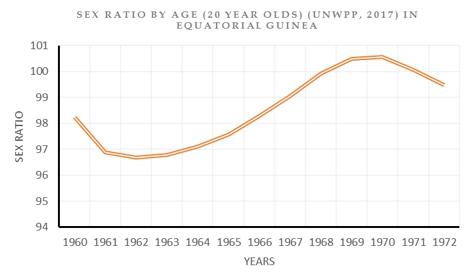 SEX RATIO BY AGE (20 YEAR OLDS) (UNWPP, 2017) IN
EQUATORIAL GUINEA
101
100
99
98
97
96
95
94
SEX RATIO
1960 1961 1962 1963 1964 1965 1966 1967 1968 1969 1970 1971 1972
YEARS